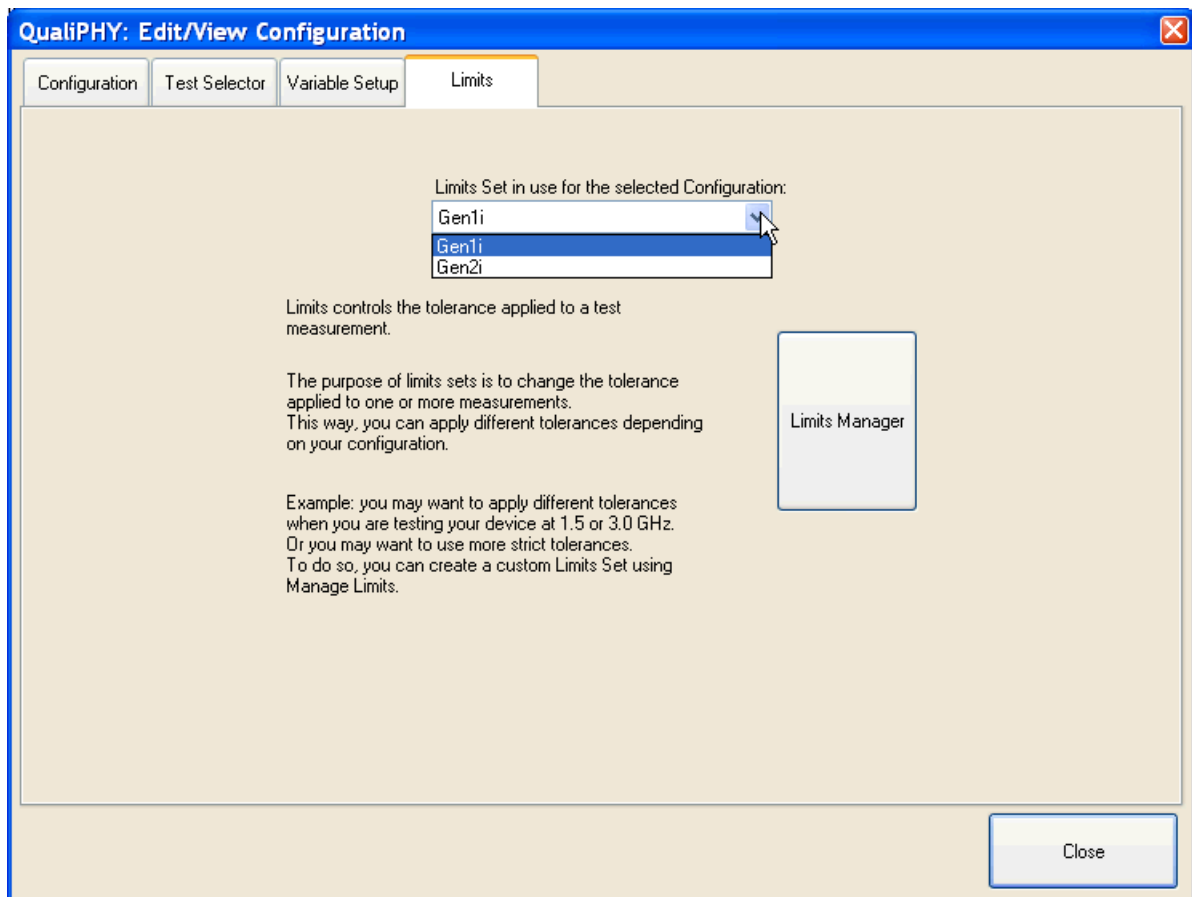 QualiPHY: Edit/View Configuration
Configuration
Test Selector
Variable Setup
Limits
Limits Set in use for the selected Configuration:
Gen1i
Gen1i
Gen2i
Limits controls the tolerance applied to a test
measurement.
The purpose of limits sets is to change the tolerance
applied to one or more measurements.
This way, you can apply different tolerances depending
on your configuration.
Limits Manager
Example: you may want to apply different tolerances
when you are testing your device at 1.5 or 3.0 GHz.
Or you may want to use more strict tolerances.
To do so, you can create a custom Limits Set using
Manage Limits.
Close